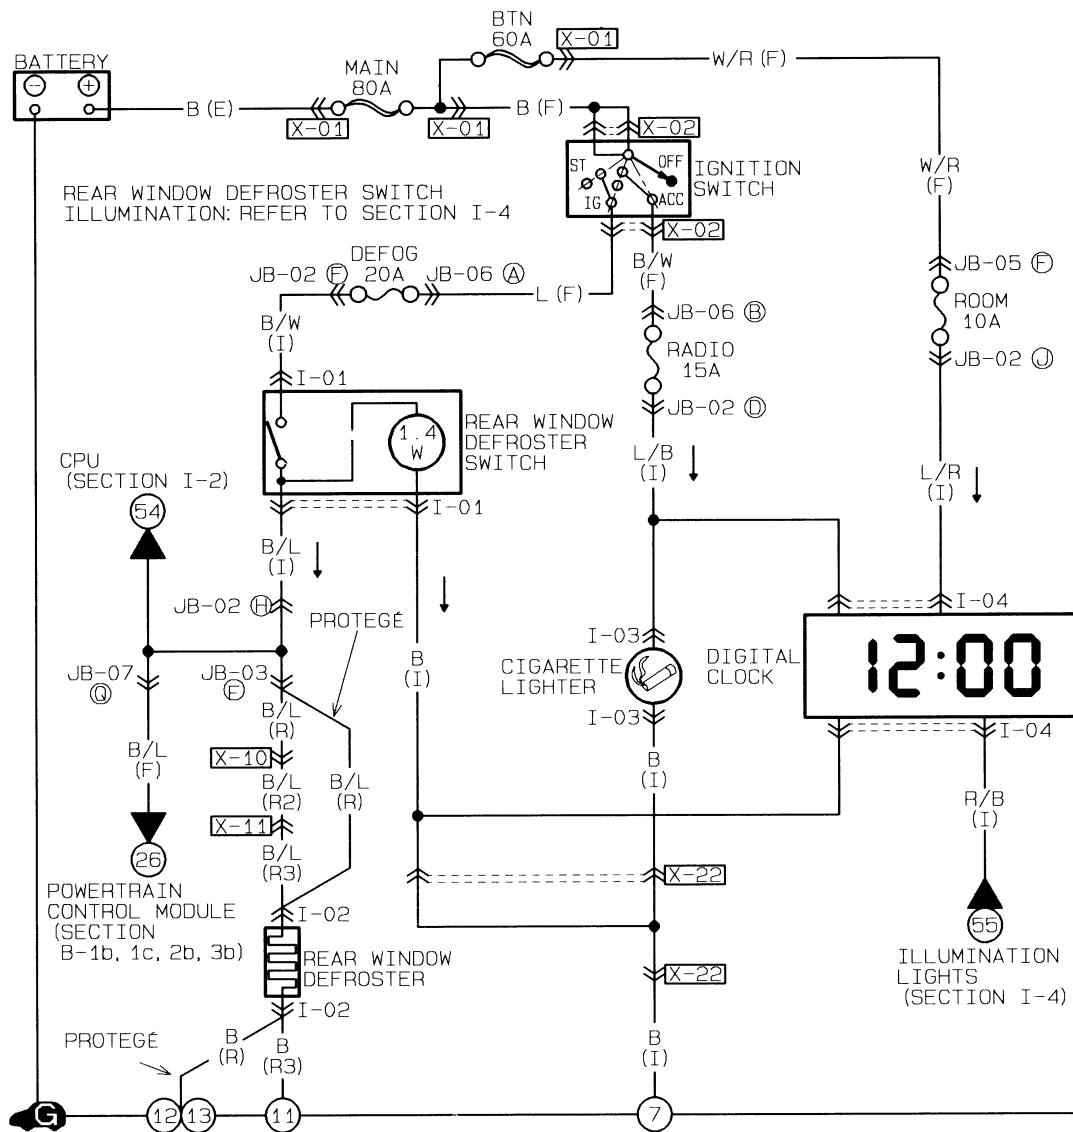 BTN
60A
X-01
BATTERY
MAIN
80A
W/R (F)
B (E)
B (F)
X-01
X-01
X-02
ST
OFF
IG
ACC
IGNITION
SWITCH
W/R
(F)
REAR WINDOW DEFROSTER SWITCH
ILLUMINATION: REFER TO SECTION I-4
X-02
DEFOG
20A
JB-02 F
JB-06 A
B/W
(F)
JB-05 F
L (F)
ROOM
10A
B/W
(I)
JB-06 B
RADIO
15A
JB-02 J
I-01
JB-02 D
REAR WINDOW
DEFROSTER
SWITCH
1.4
W
L/B
(I)
CPU
(SECTION I-2)
L/R
(I)
54
I-01
B/L
(I)
JB-02 H
PROTEGÉ
I-04
I-03
JB-07
Q
JB-03
F
B
(I)
CIGARETTE
LIGHTER
DIGITAL
CLOCK
12:00
B/L
(R)
I-03
I-04
B/L
(F)
X-10
B/L
(R2)
B/L
(R)
B
(I)
R/B
(I)
X-11
B/L
(R3)
26
X-22
POWERTRAIN
CONTROL MODULE
(SECTION
B-1b, 1c, 2b, 3b)
I-02
55
REAR WINDOW
DEFROSTER
X-22
ILLUMINATION
LIGHTS
(SECTION I-4)
I-02
PROTEGÉ
B
(R)
B
(R3)
B
(I)
G
12
13
11
7